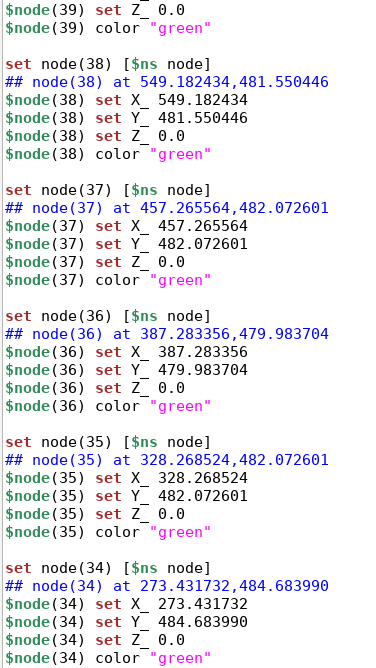 $node(39) set Z_ 0.0
$node(39) color "green"
set node(38) [$ns node]
## node(38) at 549.182434,481.550446
$node(38) set X_ 549.182434
$node(38) set Y_ 481.550446
$node(38) set Z_ 0.0
$node(38) color "green"
set node(37) [$ns node]
## node(37) at 457.265564,482.072601
$node(37) set X_ 457.265564
$node(37) set Y_ 482.072601
$node(37) set Z_ 0.0
$node(37) color "green"
set node(36) [$ns node]
## node(36) at 387.283356,479.983704
$node(36) set X_ 387.283356
$node(36) set Y_ 479.983704
$node(36) set Z_ 0.0
$node(36) color "green"
set node(35) [$ns node]
## node(35) at 328.268524,482.072601
$node(35) set X_ 328.268524
$node(35) set Y_ 482.072601
$node(35) set Z_ 0.0
$node(35) color "green"
set node(34) [$ns node]
## node(34) at 273.431732,484.683990
$node(34) set X_ 273.431732
$node(34) set Y_ 484.683990
$node(34) set Z_ 0.0
$node(34) color "green"